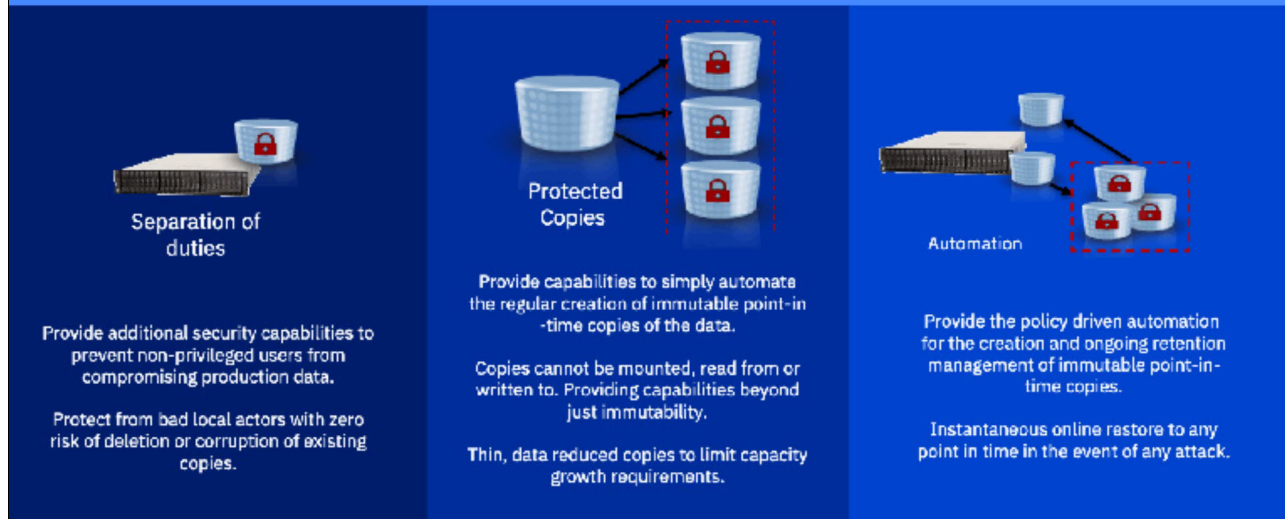 Separation of
duties
Provide additional security capabilities to
prevent non-privileged users from
compromising production data.
Protect from bad local actors with zero
risk of deletion or corruption of existing
copies.
Protected
Copies
Provide capabilities to simply automate
the regular creation of immutable point-in
-time copies of the data.
Copies cannot be mounted, read from or
written to. Providing capabilities beyond
just immutability.
Thin, data reduced copies to limit capacity
growth requirements.
Automation
Provide the policy driven automation
for the creation and ongoing retention
management of immutable point-in-
time copies.
Instantaneous online restore to any
point in time in the event of any attack.